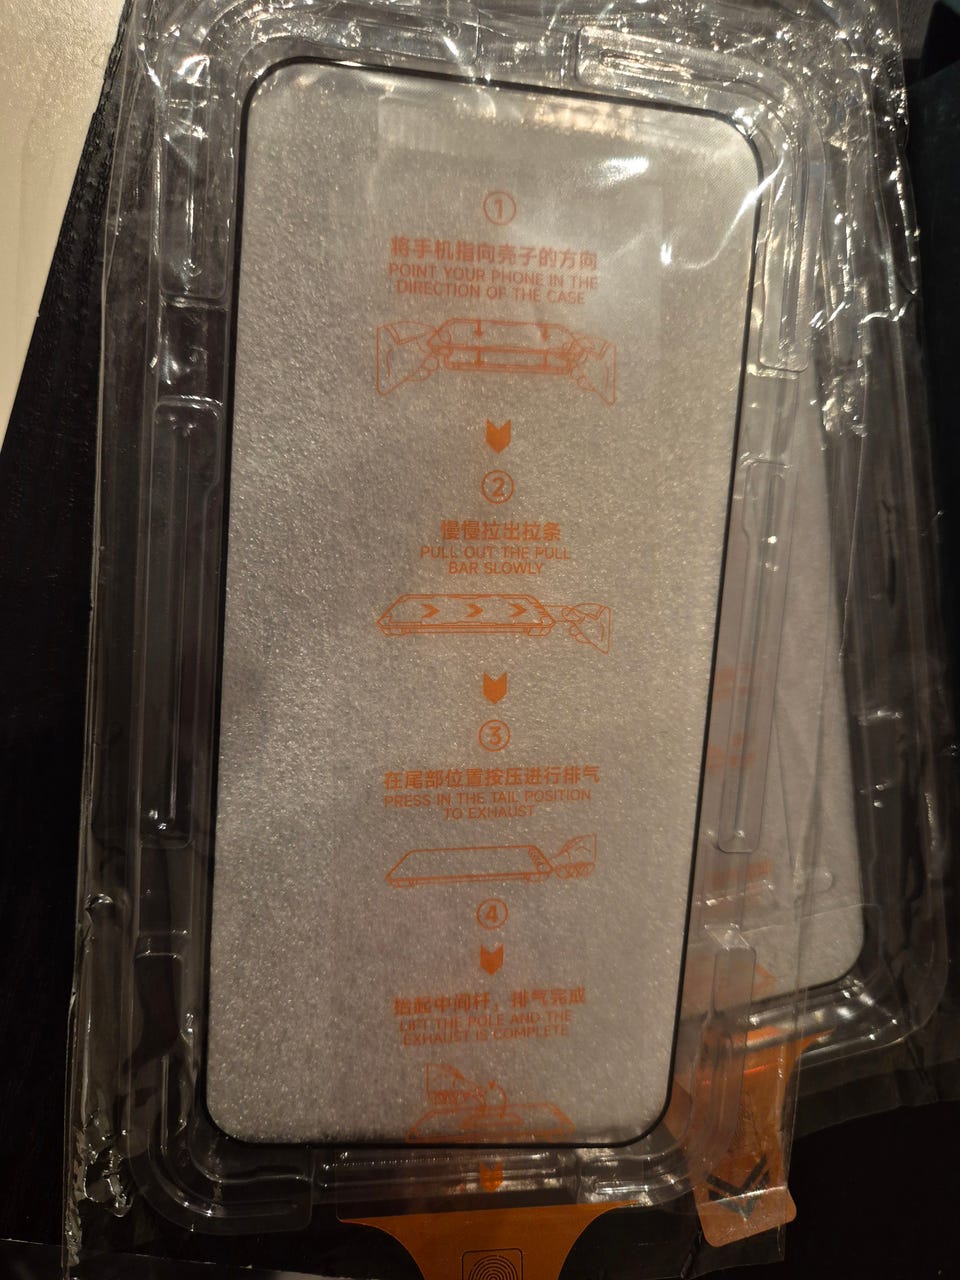 ①
将手机指向壳子的方向
POINT YOUR PHONE IN THE
DIRECTION OF THE CASE
②
慢慢拉出拉条
PULL OUT THE PULL
BAR SLOWLY
③
在尾部位置按压进行排气
PRESS IN THE TAIL POSITION
TO EXHAUST
④
抬起中间杆，排气完成
LIFT THE POLE AND THE
EXHAUST IS COMPLETE